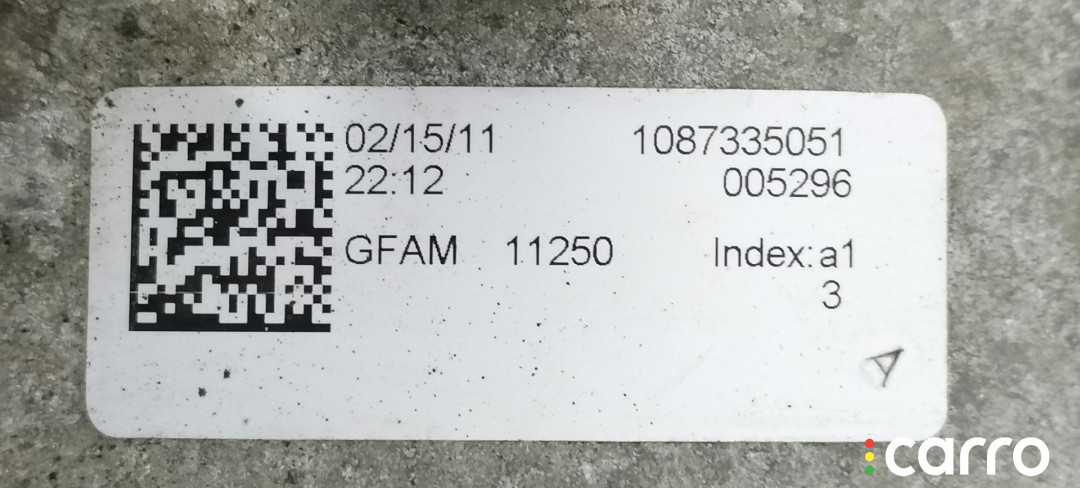 02/15/11 1087335051
22:12 005296
GFAM 11250 Index: a1
3
A
carro